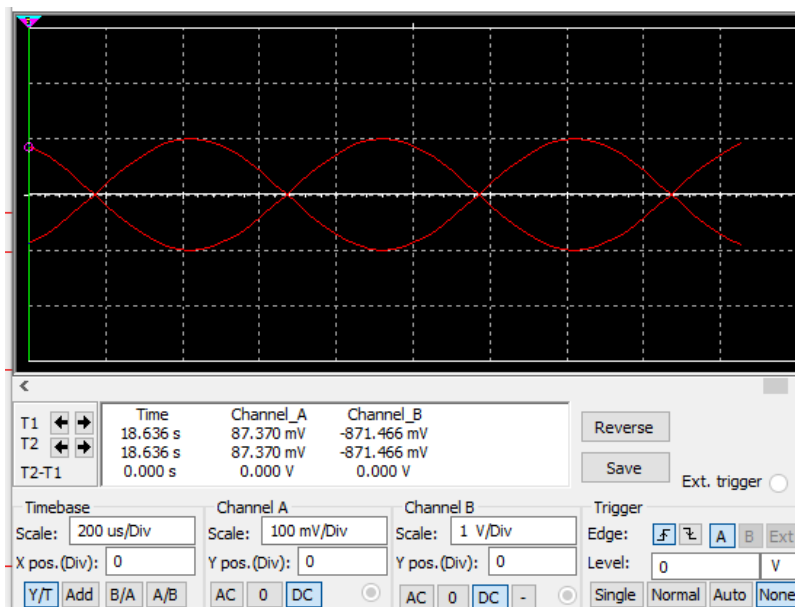 Time Channel_A Channel_B
T1 18.636 s 87.370 mV -871.466 mV
T2 18.636 s 87.370 mV -871.466 mV
T2-T1 0.000 s 0.000 V 0.000 V
Reverse
Save
Ext. trigger
Timebase
Scale: 200 us/Div
X pos.(Div): 0
Y/T Add B/A A/B
Channel A
Scale: 100 mV/Div
Y pos.(Div): 0
AC 0 DC
Channel B
Scale: 1 V/Div
Y pos.(Div): 0
AC 0 DC -
Trigger
Edge: A B Ext
Level: 0 V
Single Normal Auto None